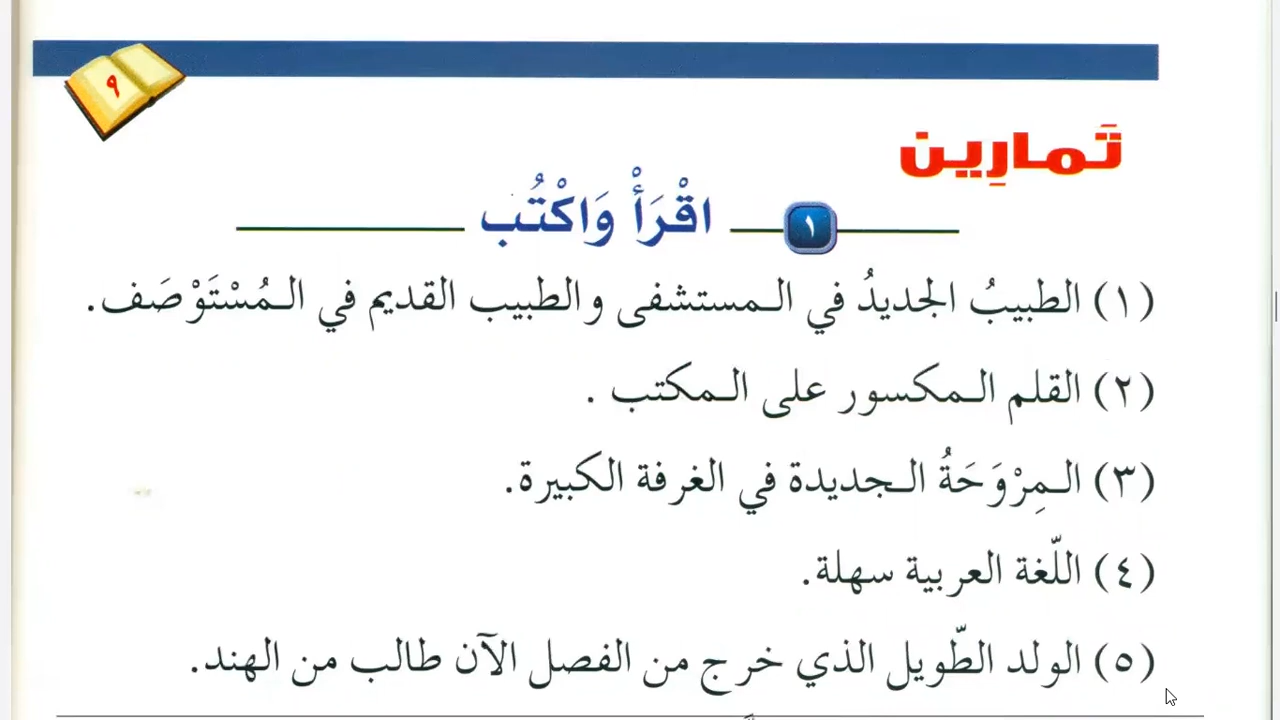 ٩
تَمارِين
١ اقْرَأْ وَاكْتُب
(١) الطبيبُ الجديدُ في المستشفى والطبيب القديم في المُسْتَوْصَف.
(٢) القلم المكسور على المكتب .
(٣) المِرْوَحَةُ الجديدة في الغرفة الكبيرة.
(٤) اللّغة العربية سهلة.
(٥) الولد الطّويل الذي خرج من الفصل الآن طالب من الهند.